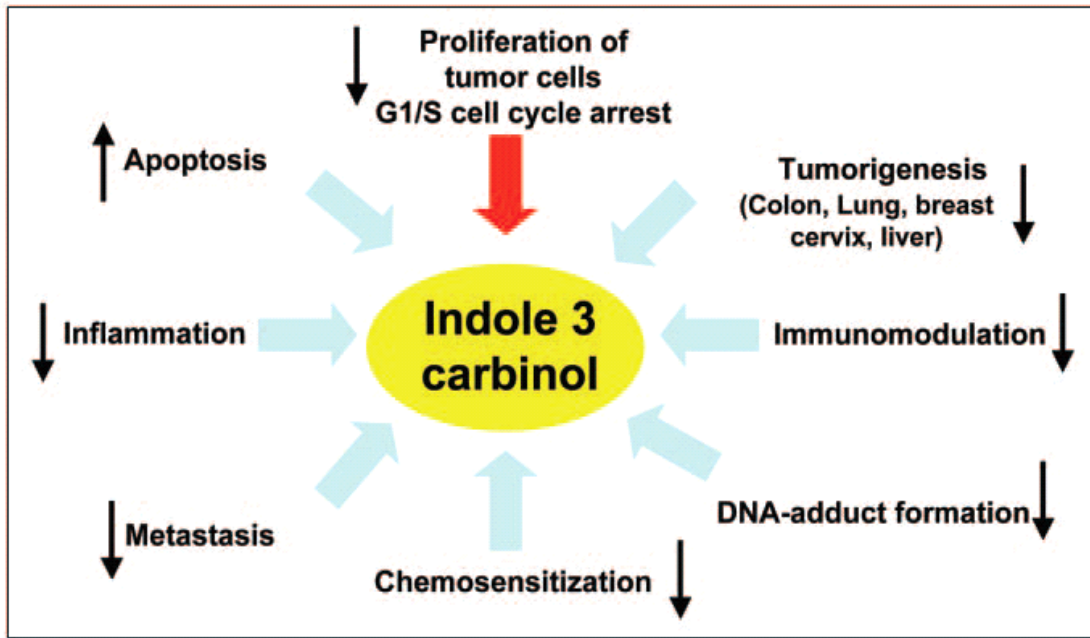 Proliferation of
tumor cells
G1/S cell cycle arrest
Apoptosis
Tumorigenesis
(Colon, Lung, breast
cervix, liver)
Inflammation
Indole 3
carbinol
Immunomodulation
Metastasis
DNA-adduct formation
Chemosensitization